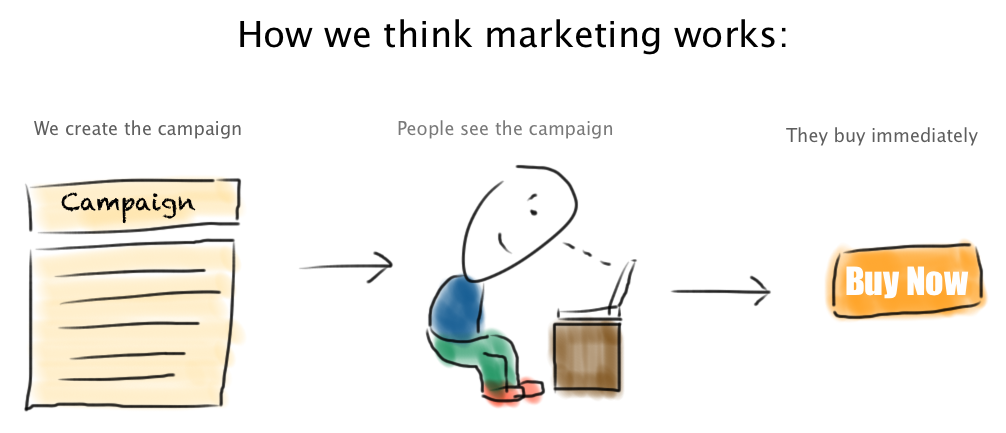 How we think marketing works:
We create the campaign
People see the campaign
They buy immediately
Campaign
Buy Now